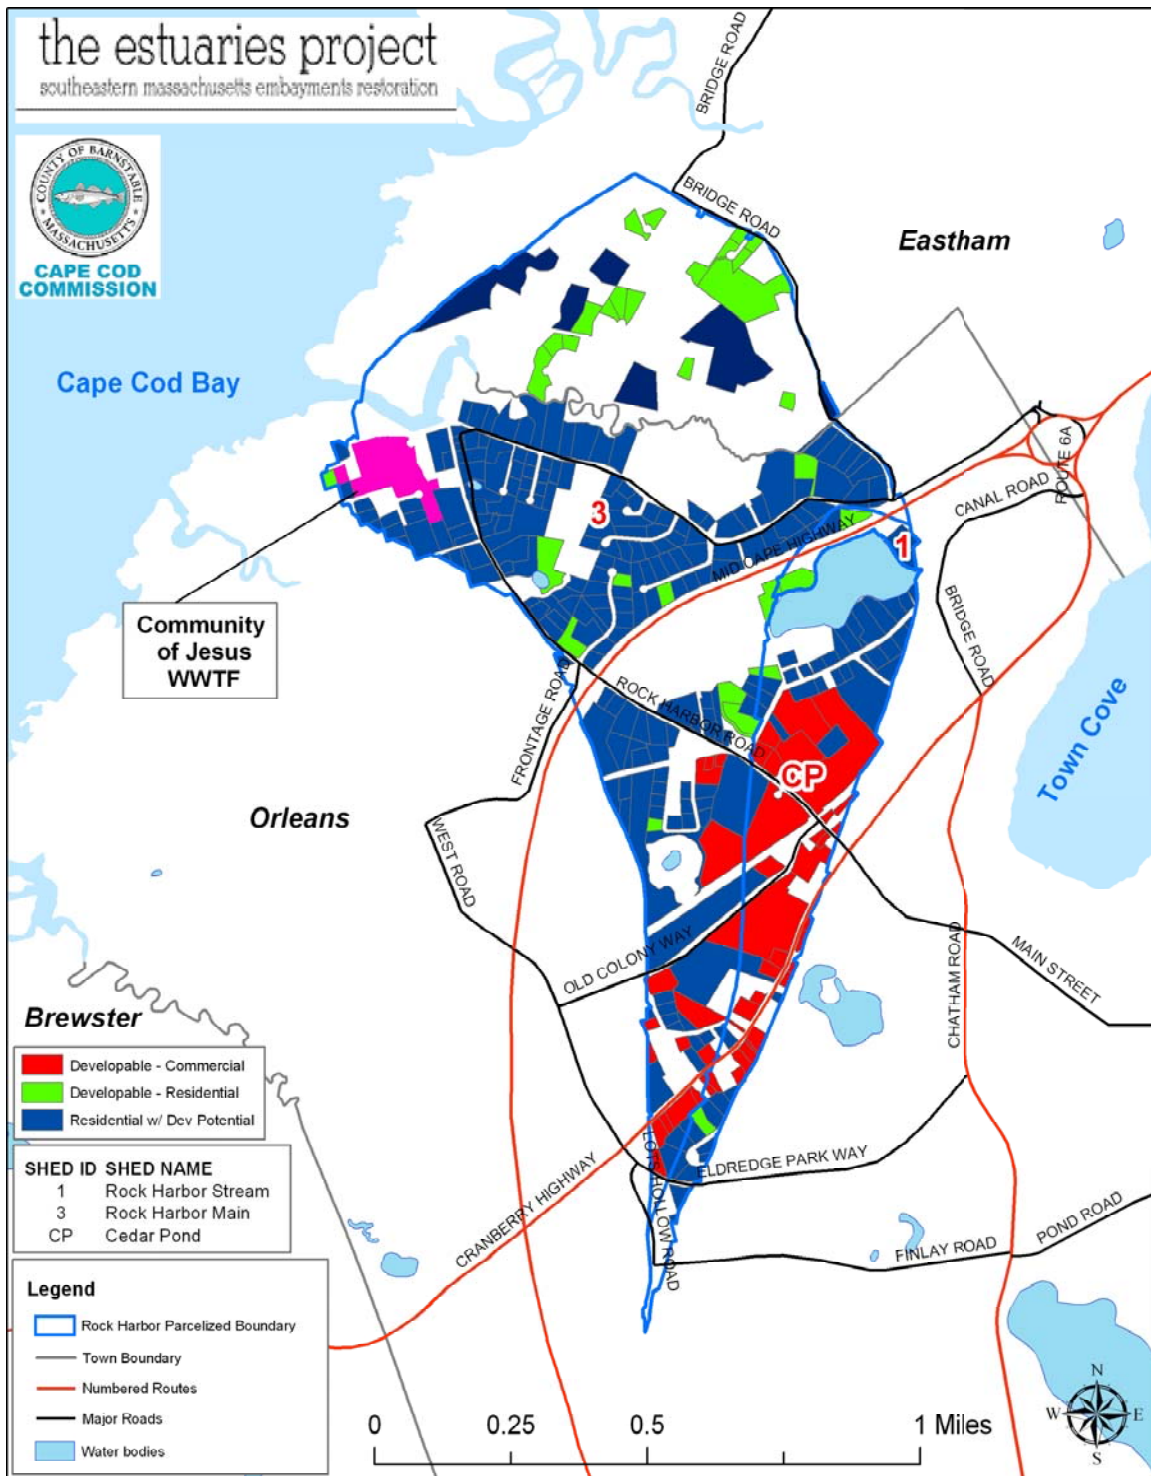 the estuaries project
southeastern massachusetts embayments restoration
COUNTY OF BARNSTABLE
MASSACHUSETTS
CAPE COD
COMMISSION
BRIDGE ROAD
BRIDGE ROAD
Eastham
Cape Cod Bay
ROUTE 6A
CANAL ROAD
3
1
MID CAPE HIGHWAY
BRIDGE ROAD
Community
of Jesus
WWTF
ROCK HARBOR ROAD
FRONTAGE ROAD
Town Cove
CP
Orleans
WEST ROAD
OLD COLONY WAY
CHATHAM ROAD
MAIN STREET
Brewster
Developable - Commercial
Developable - Residential
Residential w/ Dev Potential
SHED ID SHED NAME
1 Rock Harbor Stream
3 Rock Harbor Main
CP Cedar Pond
ELDREDGE PARK WAY
CRANBERRY HIGHWAY
LOTS HOLLOW ROAD
FINLAY ROAD
POND ROAD
Legend
Rock Harbor Parcelized Boundary
Town Boundary
Numbered Routes
Major Roads
Water bodies
0 0.25 0.5 1 Miles
N
W E
S